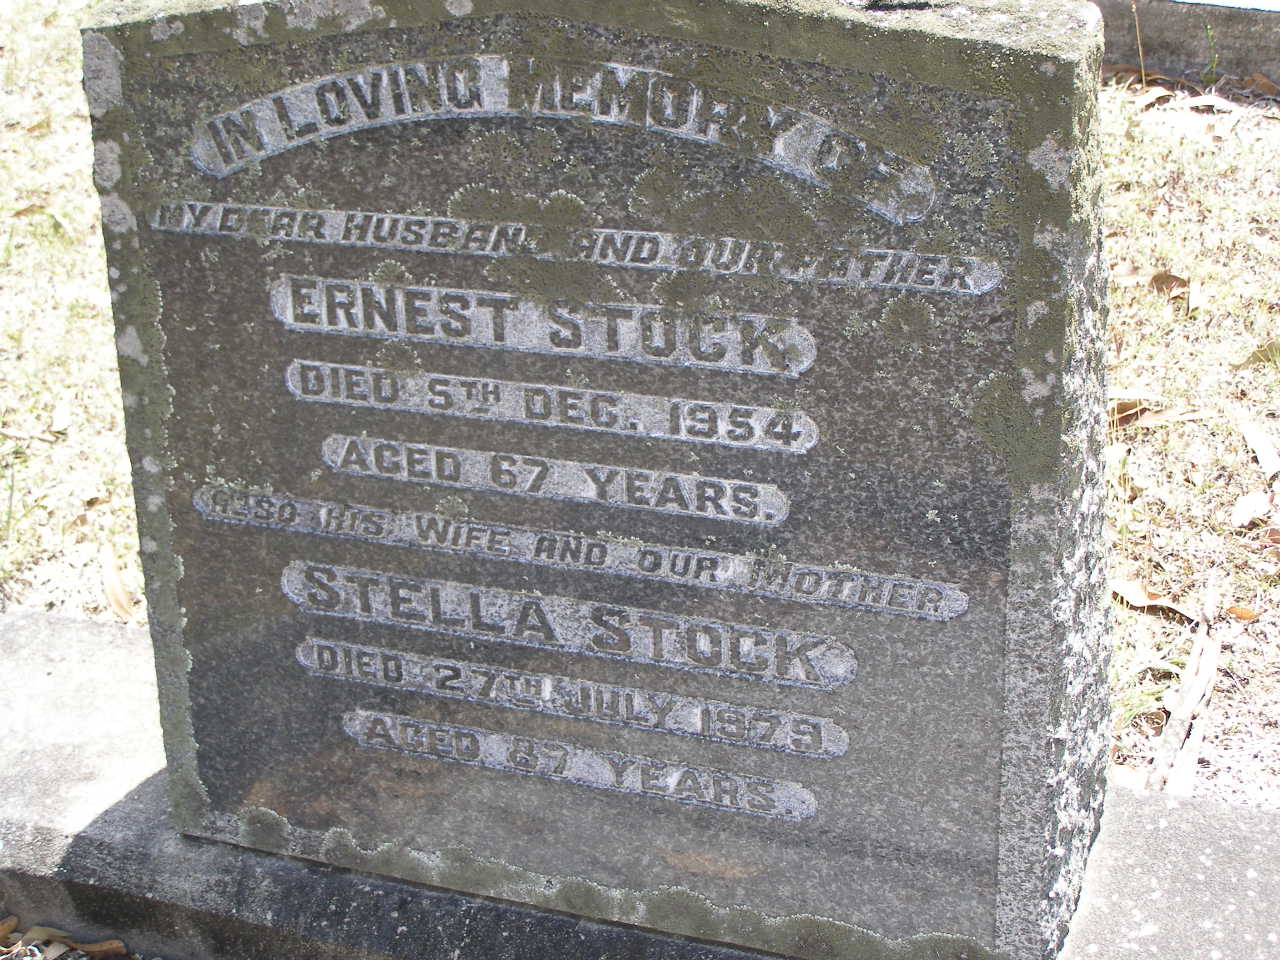 IN LOVING MEMORY OF
MY DEAR HUSBAND AND OUR FATHER
ERNEST STOCK
DIED 5TH DEC. 1954
AGED 67 YEARS.
ALSO HIS WIFE AND OUR MOTHER
STELLA STOCK
DIED 27TH JULY 1979
AGED 87 YEARS.